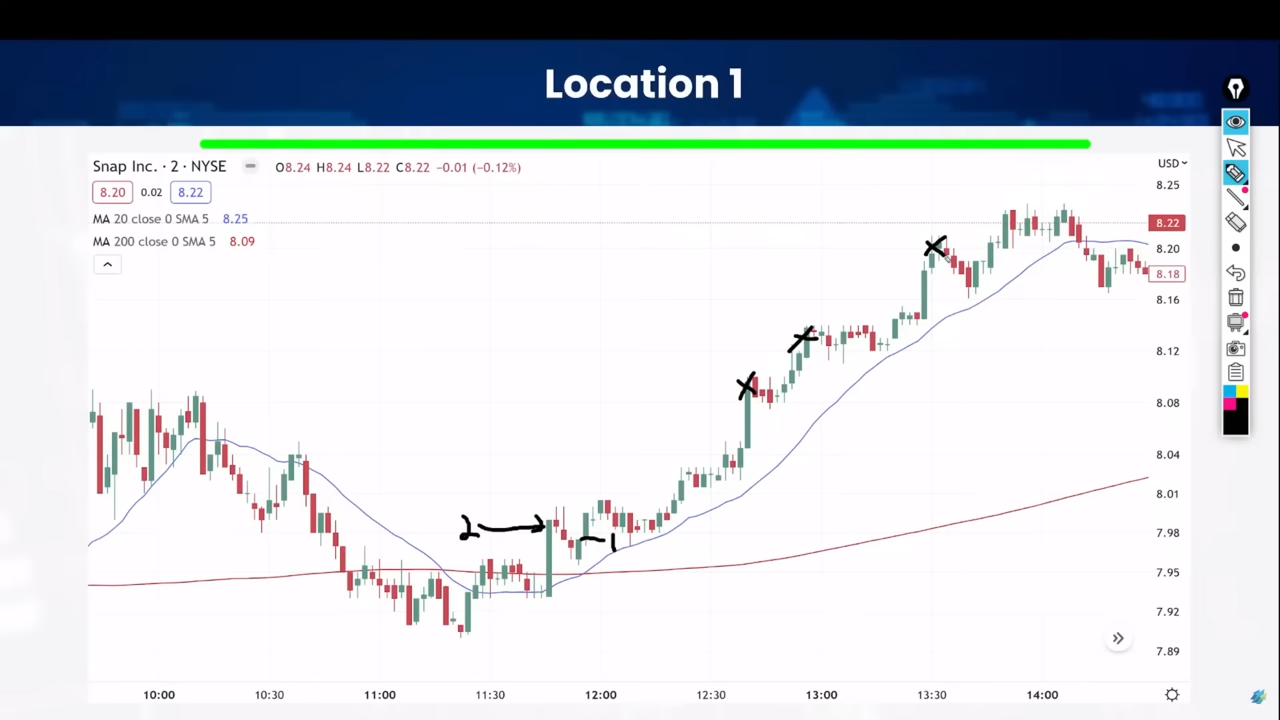 Location 1
Snap Inc. · 2 · NYSE
O8.24 H8.24 L8.22 C8.22 −0.01 (−0.12%)
8.20 0.02 8.22
MA 20 close 0 SMA 5 8.25
MA 200 close 0 SMA 5 8.09
USD
8.25
8.22
8.20
8.18
8.16
8.12
8.08
8.04
8.01
7.98
7.95
7.92
7.89
2
1
10:00 10:30 11:00 11:30 12:00 12:30 13:00 13:30 14:00